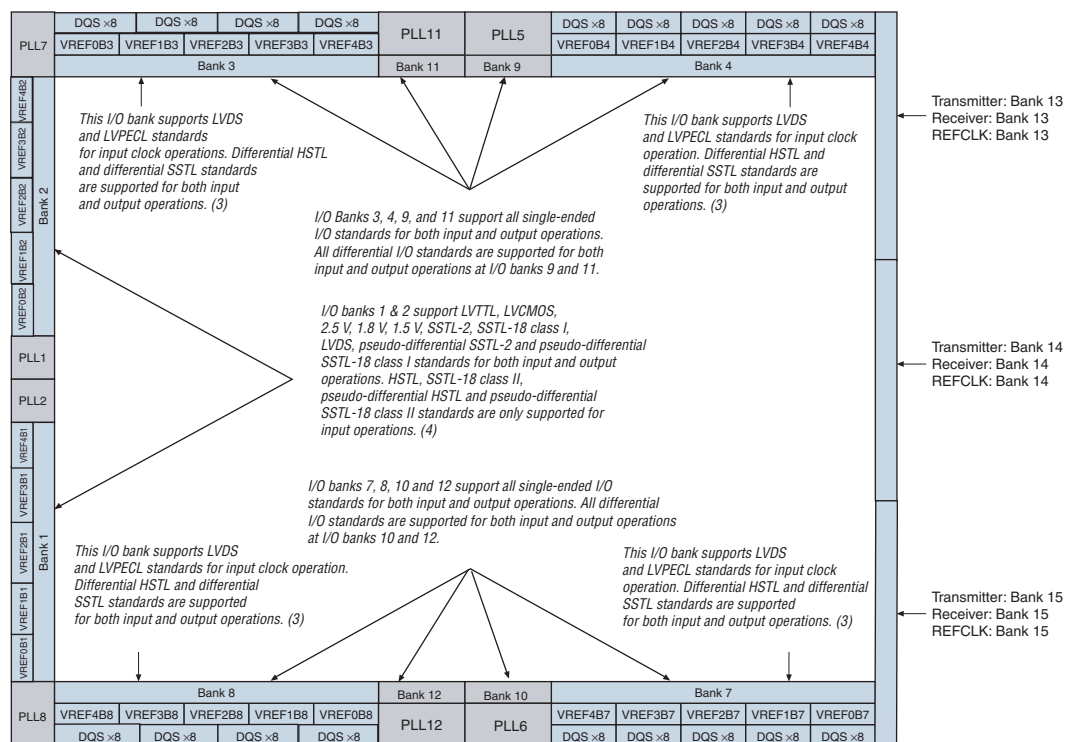 PLL7
DQS ×8 DQS ×8 DQS ×8 DQS ×8
VREF0B3 VREF1B3 VREF2B3 VREF3B3 VREF4B3
Bank 3
PLL11 PLL5
Bank 11 Bank 9
DQS ×8 DQS ×8 DQS ×8 DQS ×8 DQS ×8
VREF0B4 VREF1B4 VREF2B4 VREF3B4 VREF4B4
Bank 4
VREF4B2
VREF3B2
VREF2B2
VREF1B2
VREF0B2
Bank 2
This I/O bank supports LVDS
and LVPECL standards
for input clock operations. Differential HSTL
and differential SSTL standards
are supported for both input
and output operations. (3)
This I/O bank supports LVDS
and LVPECL standards for input clock
operation. Differential HSTL and
differential SSTL standards are
supported for both input and output
operations. (3)
Transmitter: Bank 13
Receiver: Bank 13
REFCLK: Bank 13
I/O Banks 3, 4, 9, and 11 support all single-ended
I/O standards for both input and output operations.
All differential I/O standards are supported for both
input and output operations at I/O banks 9 and 11.
I/O banks 1 & 2 support LVTTL, LVCMOS,
2.5 V, 1.8 V, 1.5 V, SSTL-2, SSTL-18 class I,
LVDS, pseudo-differential SSTL-2 and pseudo-differential
SSTL-18 class I standards for both input and output
operations. HSTL, SSTL-18 class II,
pseudo-differential HSTL and pseudo-differential
SSTL-18 class II standards are only supported for
input operations. (4)
PLL1
PLL2
Transmitter: Bank 14
Receiver: Bank 14
REFCLK: Bank 14
VREF4B1
VREF3B1
VREF2B1
VREF1B1
VREF0B1
Bank 1
I/O banks 7, 8, 10 and 12 support all single-ended I/O
standards for both input and output operations. All differential
I/O standards are supported for both input and output operations
at I/O banks 10 and 12.
This I/O bank supports LVDS
and LVPECL standards for input clock operation.
Differential HSTL and differential
SSTL standards are supported
for both input and output operations. (3)
This I/O bank supports LVDS
and LVPECL standards for input clock
operation. Differential HSTL and differential
SSTL standards are supported
for both input and output operations. (3)
Transmitter: Bank 15
Receiver: Bank 15
REFCLK: Bank 15
PLL8
Bank 8
VREF4B8 VREF3B8 VREF2B8 VREF1B8 VREF0B8
DQS ×8 DQS ×8 DQS ×8 DQS ×8
Bank 12 Bank 10
PLL12 PLL6
Bank 7
VREF4B7 VREF3B7 VREF2B7 VREF1B7 VREF0B7
DQS ×8 DQS ×8 DQS ×8 DQS ×8 DQS ×8